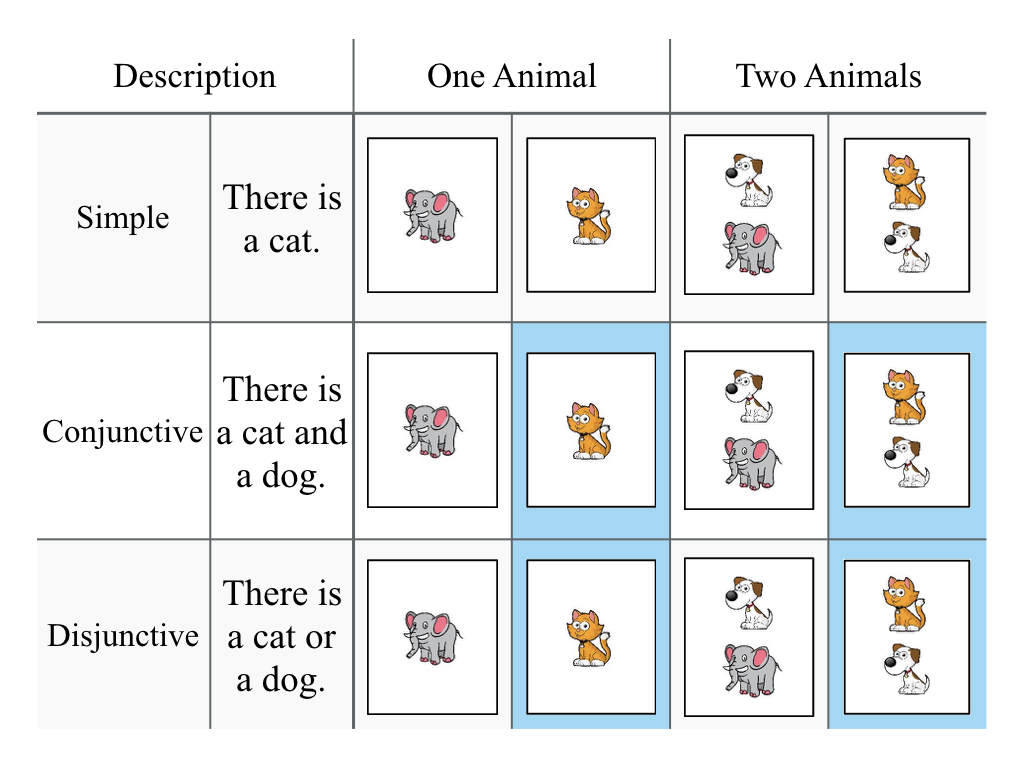 Description One Animal Two Animals
Simple
There is
a cat.
Conjunctive
There is
a cat and
a dog.
Disjunctive
There is
a cat or
a dog.